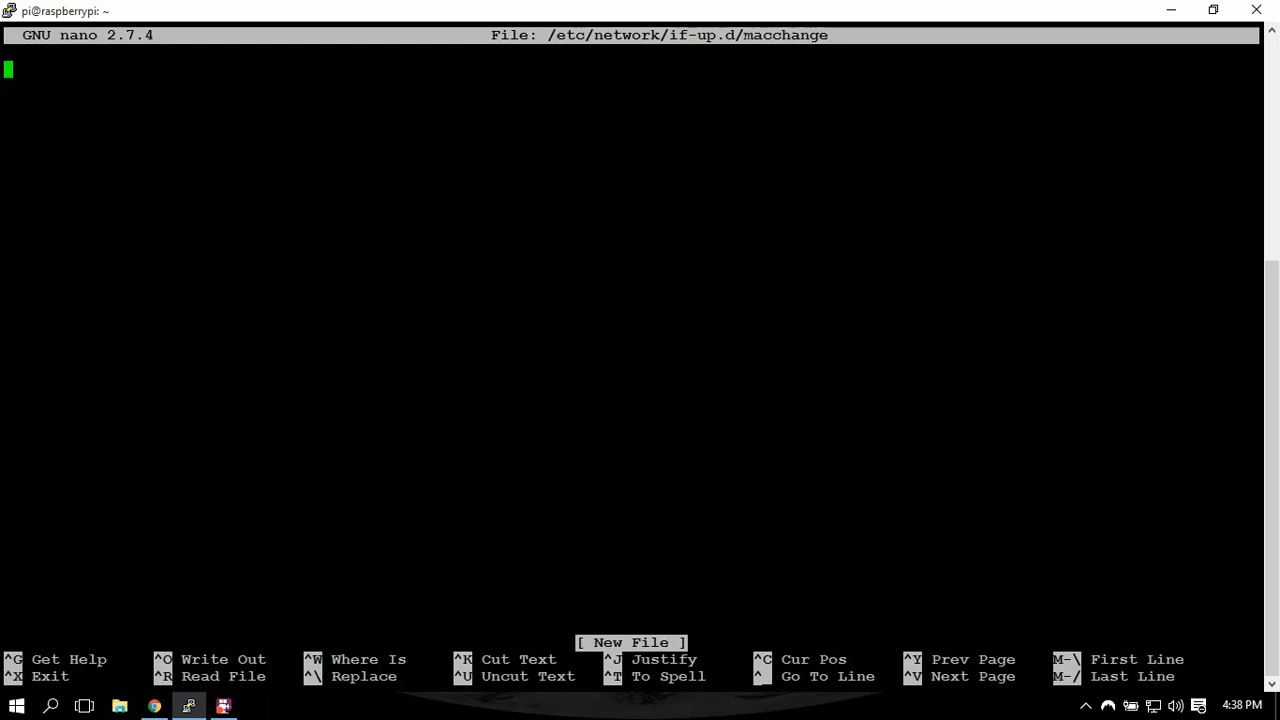 pi@raspberrypi: ~
GNU nano 2.7.4 File: /etc/network/if-up.d/macchange
[ New File ]
^G Get Help ^O Write Out ^W Where Is ^K Cut Text ^J Justify ^C Cur Pos ^Y Prev Page M-\ First Line
^X Exit ^R Read File ^\ Replace ^U Uncut Text ^T To Spell ^_ Go To Line ^V Next Page M-/ Last Line
4:38 PM